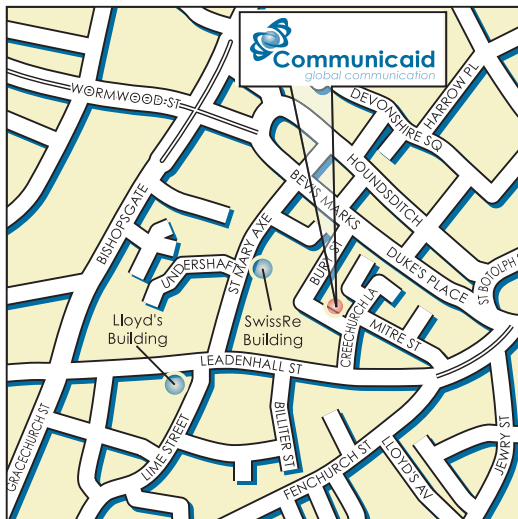 Communicaid
global communication
WORMWOOD ST
DEVONSHIRE SQ
HARROW PL
HOUNDSDITCH
BEVIS MARKS
BISHOPSGATE
ST MARY AXE
UNDERSHAFT
BURY ST
DUKE'S PLACE
ST BOTOLPH ST
CREECHURCH LA
MITRE ST
Lloyd's
Building
SwissRe
Building
LEADENHALL ST
GRACECHURCH ST
LIME STREET
BILLITER ST
FENCHURCH ST
LLOYD'S AV
JEWRY ST